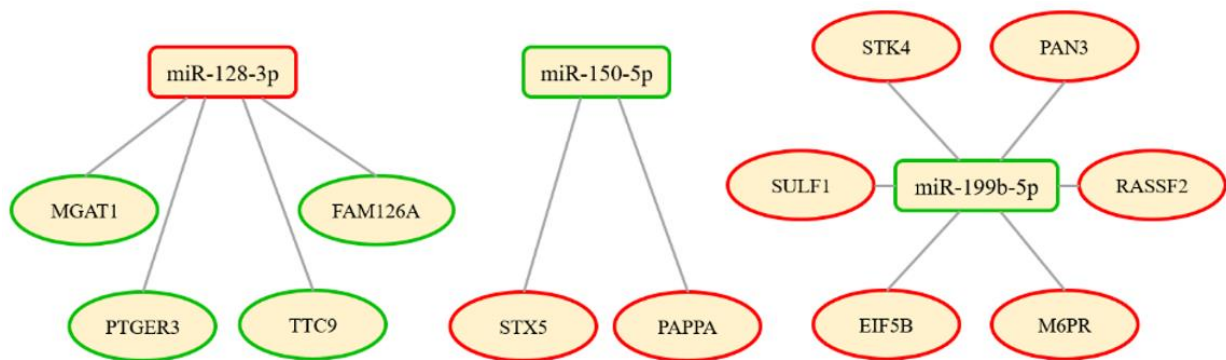 miR-128-3p
MGAT1
FAM126A
PTGER3
TTC9
miR-150-5p
STX5
PAPPA
STK4
PAN3
SULF1
miR-199b-5p
RASSF2
EIF5B
M6PR